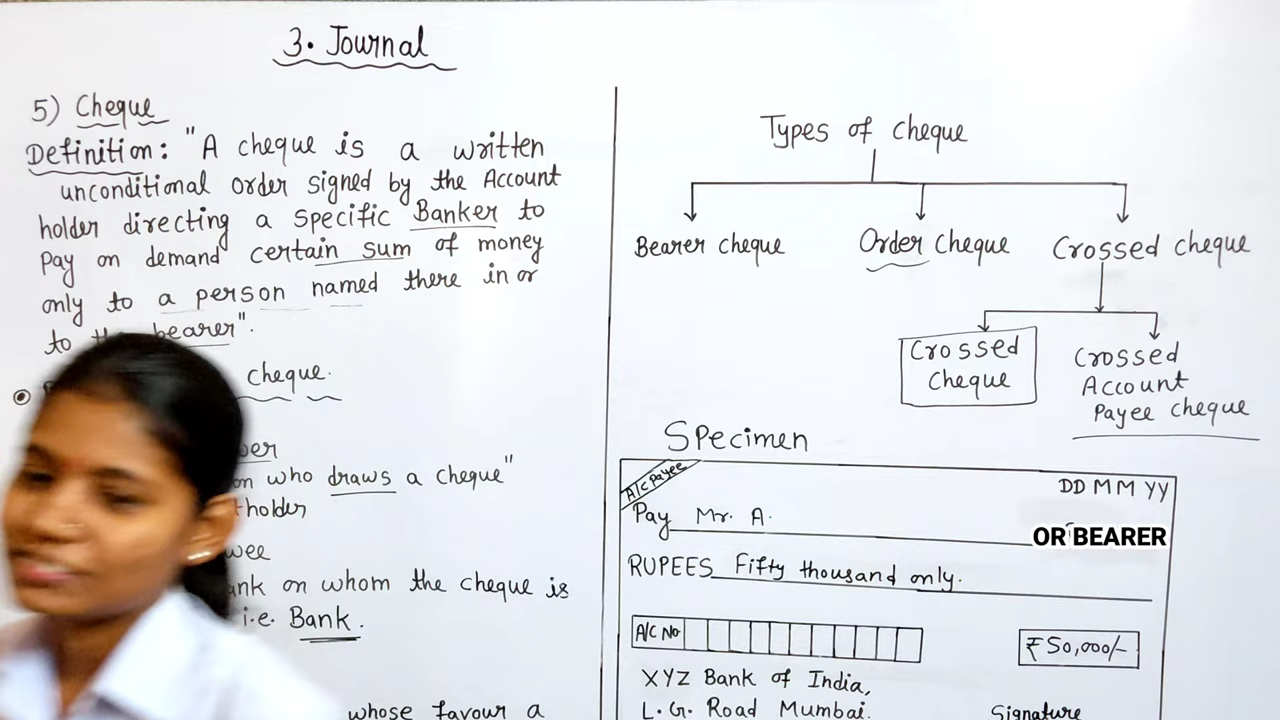 3. Journal
5) Cheque
Definition: "A cheque is a written
unconditional order signed by the Account
holder directing a specific Banker to
Pay on demand certain sum of money
only to a person named there in or
to bearer".
cheque.
who draws a cheque"
on whom the cheque is
i.e. Bank.
whose favour a
Types of cheque
Bearer cheque
Order cheque
Crossed cheque
Crossed
Cheque
Crossed
Account
Payee cheque
Specimen
A/C Payee
DD MM YY
Pay Mr. A.
OR BEARER
RUPEES Fifty thousand only.
A/C No
₹50,000/-
XYZ Bank of India,
L. G. Road Mumbai.
Signature